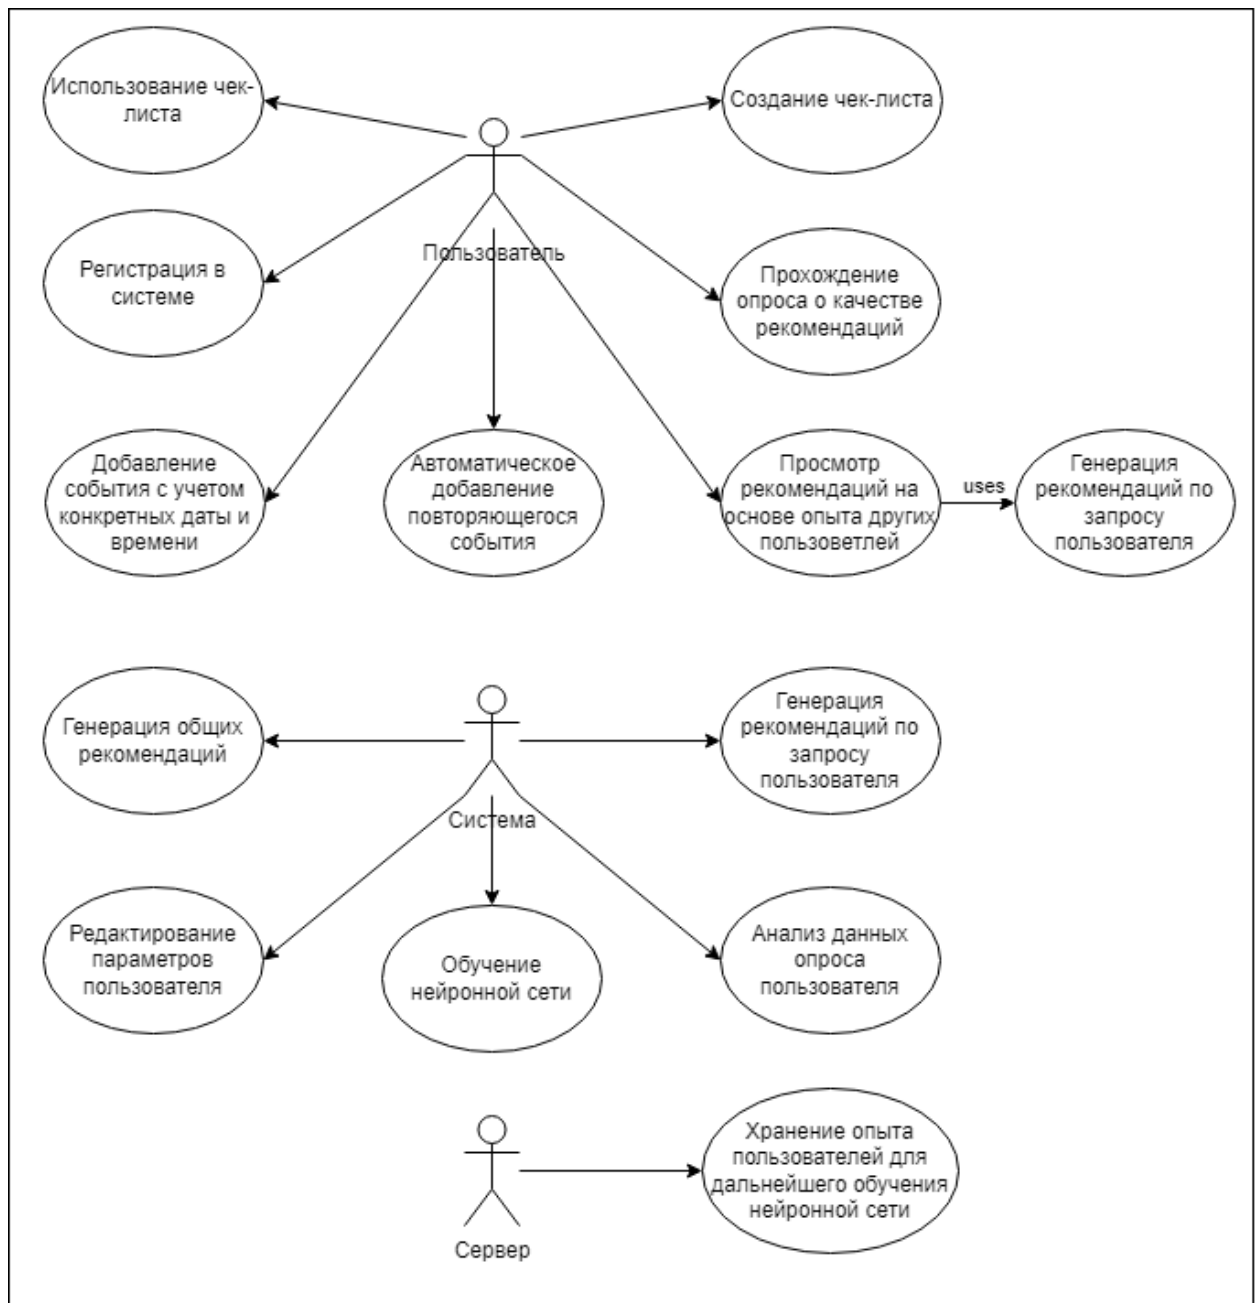 Использование чек-
листа
Создание чек-листа
Пользователь
Регистрация в
системе
Прохождение
опроса о качестве
рекомендаций
Добавление
события с учетом
конкретных даты и
времени
Автоматическое
добавление
повторяющегося
события
Просмотр
рекомендаций на
основе опыта других
пользоветлей
uses
Генерация
рекомендаций по
запросу
пользователя
Генерация общих
рекомендаций
Генерация
рекомендаций по
запросу
пользователя
Система
Редактирование
параметров
пользователя
Обучение
нейронной сети
Анализ данных
опроса
пользователя
Хранение опыта
пользователей для
дальнейшего обучения
нейронной сети
Сервер